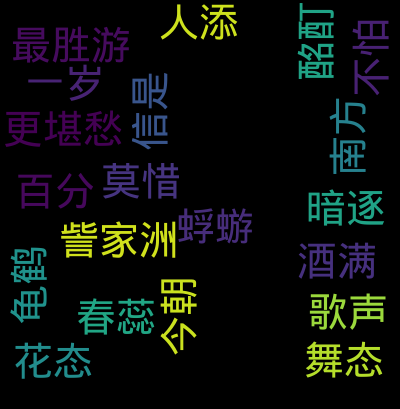 人添
酩酊
不怕
最胜游
一岁
信是
更堪愁
南方
百分
莫惜
暗逐
蜉蝣
訾家洲
洒满
龟鹤
春蕊
今朝
歌声
花态
舞态